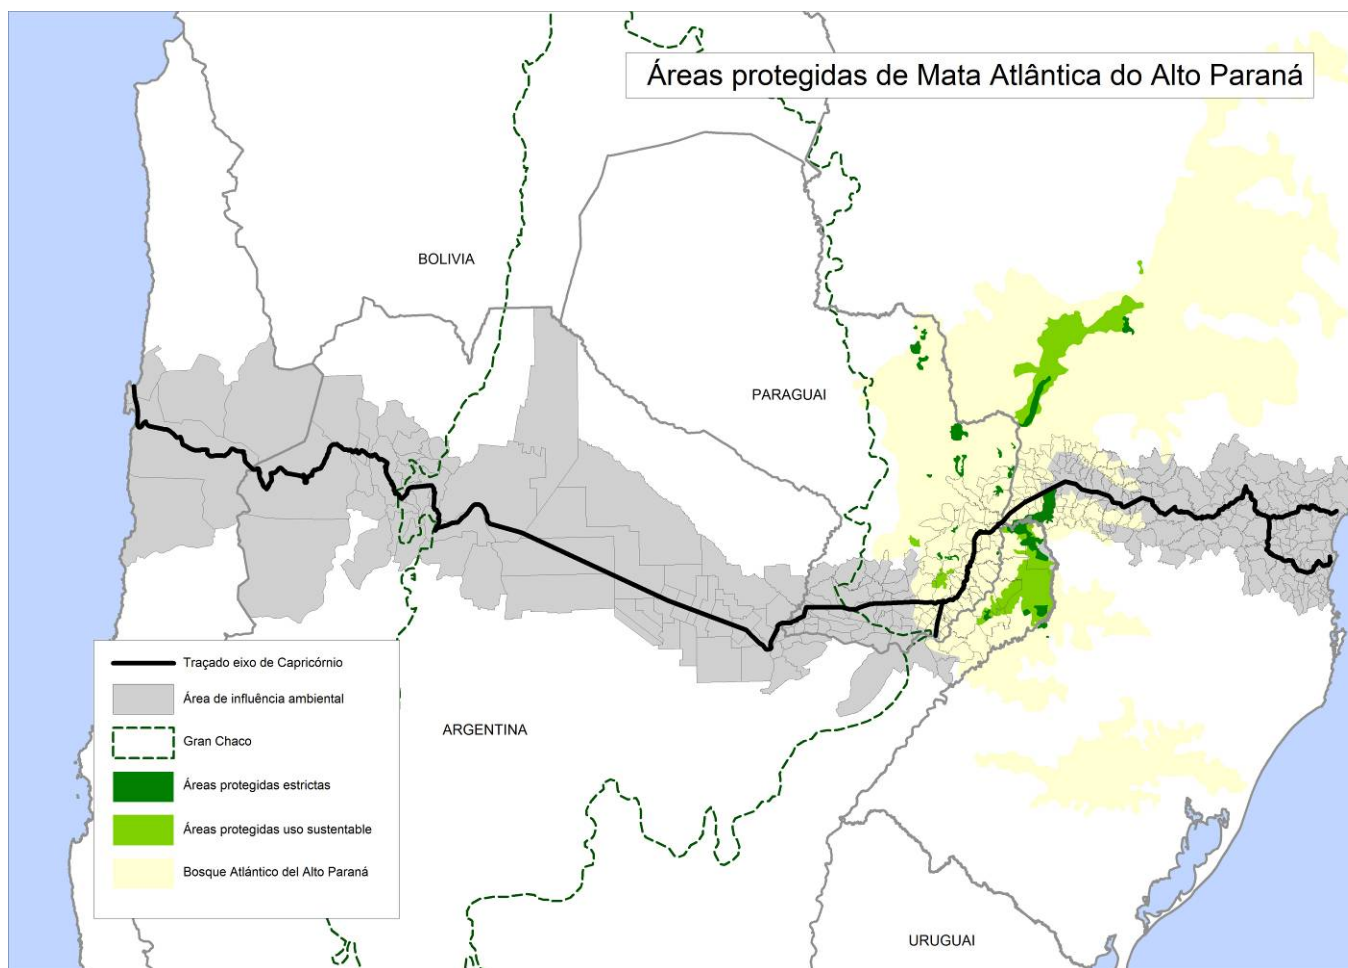 Áreas protegidas de Mata Atlântica do Alto Paraná
BOLIVIA
PARAGUAI
Traçado eixo de Capricórnio
Área de influência ambiental
Gran Chaco
ARGENTINA
Áreas protegidas estrictas
Áreas protegidas uso sustentable
Bosque Atlántico del Alto Paraná
URUGUAI